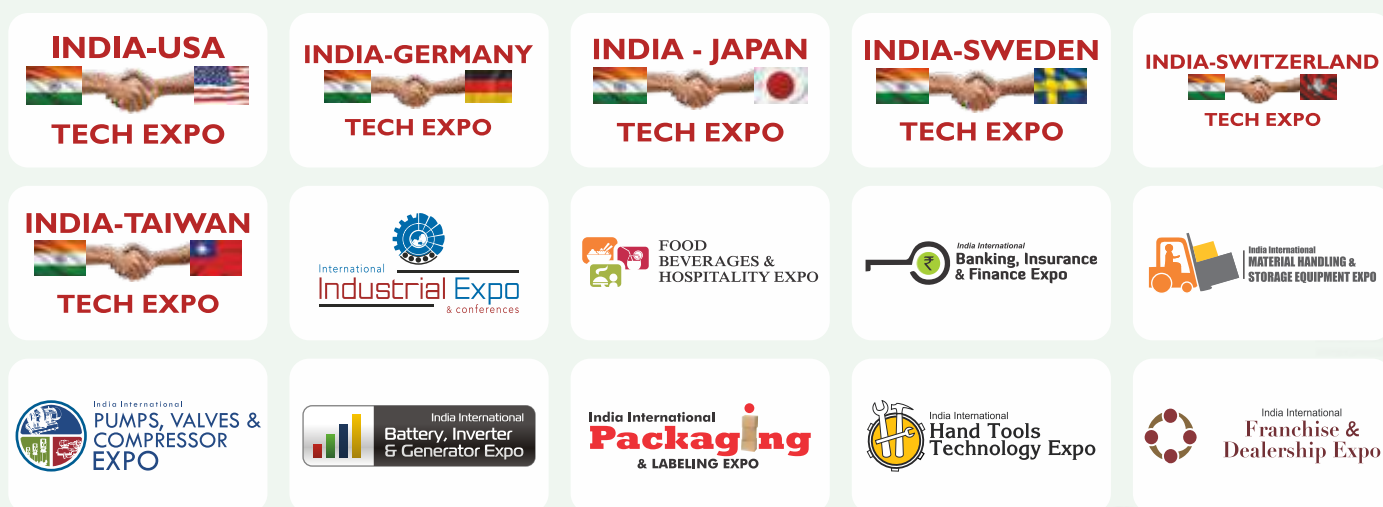 INDIA-USA
TECH EXPO
INDIA-GERMANY
TECH EXPO
INDIA - JAPAN
TECH EXPO
INDIA-SWEDEN
TECH EXPO
INDIA-SWITZERLAND
TECH EXPO
INDIA-TAIWAN
TECH EXPO
International
Industrial Expo
& conferences
FOOD
BEVERAGES &
HOSPITALITY EXPO
₹
India International
Banking, Insurance
& Finance Expo
India International
MATERIAL HANDLING &
STORAGE EQUIPMENT EXPO
India International
PUMPS, VALVES &
COMPRESSOR
EXPO
India International
Battery, Inverter
& Generator Expo
India International
Packaging
& LABELING EXPO
India International
Hand Tools
Technology Expo
India International
Franchise &
Dealership Expo